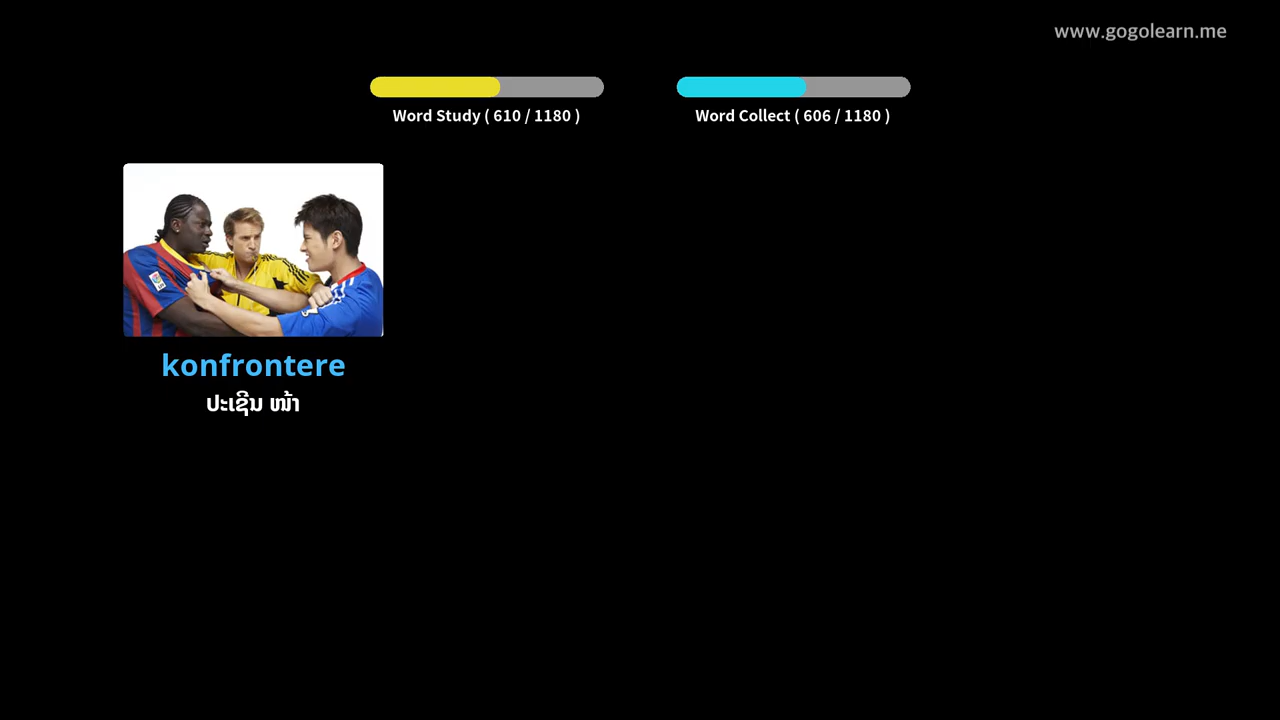 www.gogolearn.me
Word Study ( 610 / 1180 )
Word Collect ( 606 / 1180 )
konfrontere
ປະເຊີນ ໜ້າ